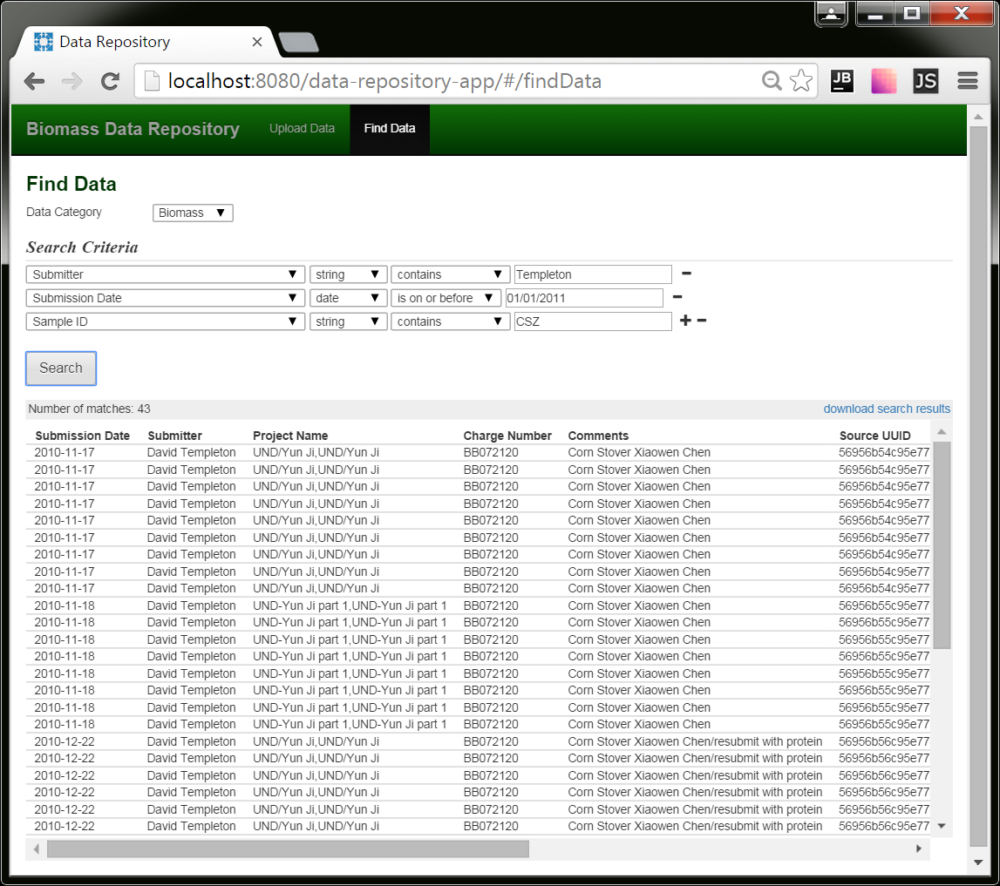 Data Repository
localhost:8080/data-repository-app/#/findData
JB
JS
Biomass Data Repository Upload Data Find Data
Find Data
Data Category Biomass
Search Criteria
Submitter string contains Templeton
Submission Date date is on or before 01/01/2011
Sample ID string contains CSZ
Search
Number of matches: 43 download search results
Submission Date Submitter Project Name Charge Number Comments Source UUID
2010-11-17 David Templeton UND/Yun Ji,UND/Yun Ji BB072120 Corn Stover Xiaowen Chen 56956b54c95e77
2010-11-17 David Templeton UND/Yun Ji,UND/Yun Ji BB072120 Corn Stover Xiaowen Chen 56956b54c95e77
2010-11-17 David Templeton UND/Yun Ji,UND/Yun Ji BB072120 Corn Stover Xiaowen Chen 56956b54c95e77
2010-11-17 David Templeton UND/Yun Ji,UND/Yun Ji BB072120 Corn Stover Xiaowen Chen 56956b54c95e77
2010-11-17 David Templeton UND/Yun Ji,UND/Yun Ji BB072120 Corn Stover Xiaowen Chen 56956b54c95e77
2010-11-17 David Templeton UND/Yun Ji,UND/Yun Ji BB072120 Corn Stover Xiaowen Chen 56956b54c95e77
2010-11-17 David Templeton UND/Yun Ji,UND/Yun Ji BB072120 Corn Stover Xiaowen Chen 56956b54c95e77
2010-11-17 David Templeton UND/Yun Ji,UND/Yun Ji BB072120 Corn Stover Xiaowen Chen 56956b54c95e77
2010-11-17 David Templeton UND/Yun Ji,UND/Yun Ji BB072120 Corn Stover Xiaowen Chen 56956b54c95e77
2010-11-18 David Templeton UND-Yun Ji part 1,UND-Yun Ji part 1 BB072120 Corn Stover Xiaowen Chen 56956b55c95e77
2010-11-18 David Templeton UND-Yun Ji part 1,UND-Yun Ji part 1 BB072120 Corn Stover Xiaowen Chen 56956b55c95e77
2010-11-18 David Templeton UND-Yun Ji part 1,UND-Yun Ji part 1 BB072120 Corn Stover Xiaowen Chen 56956b55c95e77
2010-11-18 David Templeton UND-Yun Ji part 1,UND-Yun Ji part 1 BB072120 Corn Stover Xiaowen Chen 56956b55c95e77
2010-11-18 David Templeton UND-Yun Ji part 1,UND-Yun Ji part 1 BB072120 Corn Stover Xiaowen Chen 56956b55c95e77
2010-11-18 David Templeton UND-Yun Ji part 1,UND-Yun Ji part 1 BB072120 Corn Stover Xiaowen Chen 56956b55c95e77
2010-11-18 David Templeton UND-Yun Ji part 1,UND-Yun Ji part 1 BB072120 Corn Stover Xiaowen Chen 56956b55c95e77
2010-11-18 David Templeton UND-Yun Ji part 1,UND-Yun Ji part 1 BB072120 Corn Stover Xiaowen Chen 56956b55c95e77
2010-12-22 David Templeton UND/Yun Ji,UND/Yun Ji BB072120 Corn Stover Xiaowen Chen/resubmit with protein 56956b56c95e77
2010-12-22 David Templeton UND/Yun Ji,UND/Yun Ji BB072120 Corn Stover Xiaowen Chen/resubmit with protein 56956b56c95e77
2010-12-22 David Templeton UND/Yun Ji,UND/Yun Ji BB072120 Corn Stover Xiaowen Chen/resubmit with protein 56956b56c95e77
2010-12-22 David Templeton UND/Yun Ji,UND/Yun Ji BB072120 Corn Stover Xiaowen Chen/resubmit with protein 56956b56c95e77
2010-12-22 David Templeton UND/Yun Ji,UND/Yun Ji BB072120 Corn Stover Xiaowen Chen/resubmit with protein 56956b56c95e77
2010-12-22 David Templeton UND/Yun Ji,UND/Yun Ji BB072120 Corn Stover Xiaowen Chen/resubmit with protein 56956b56c95e77